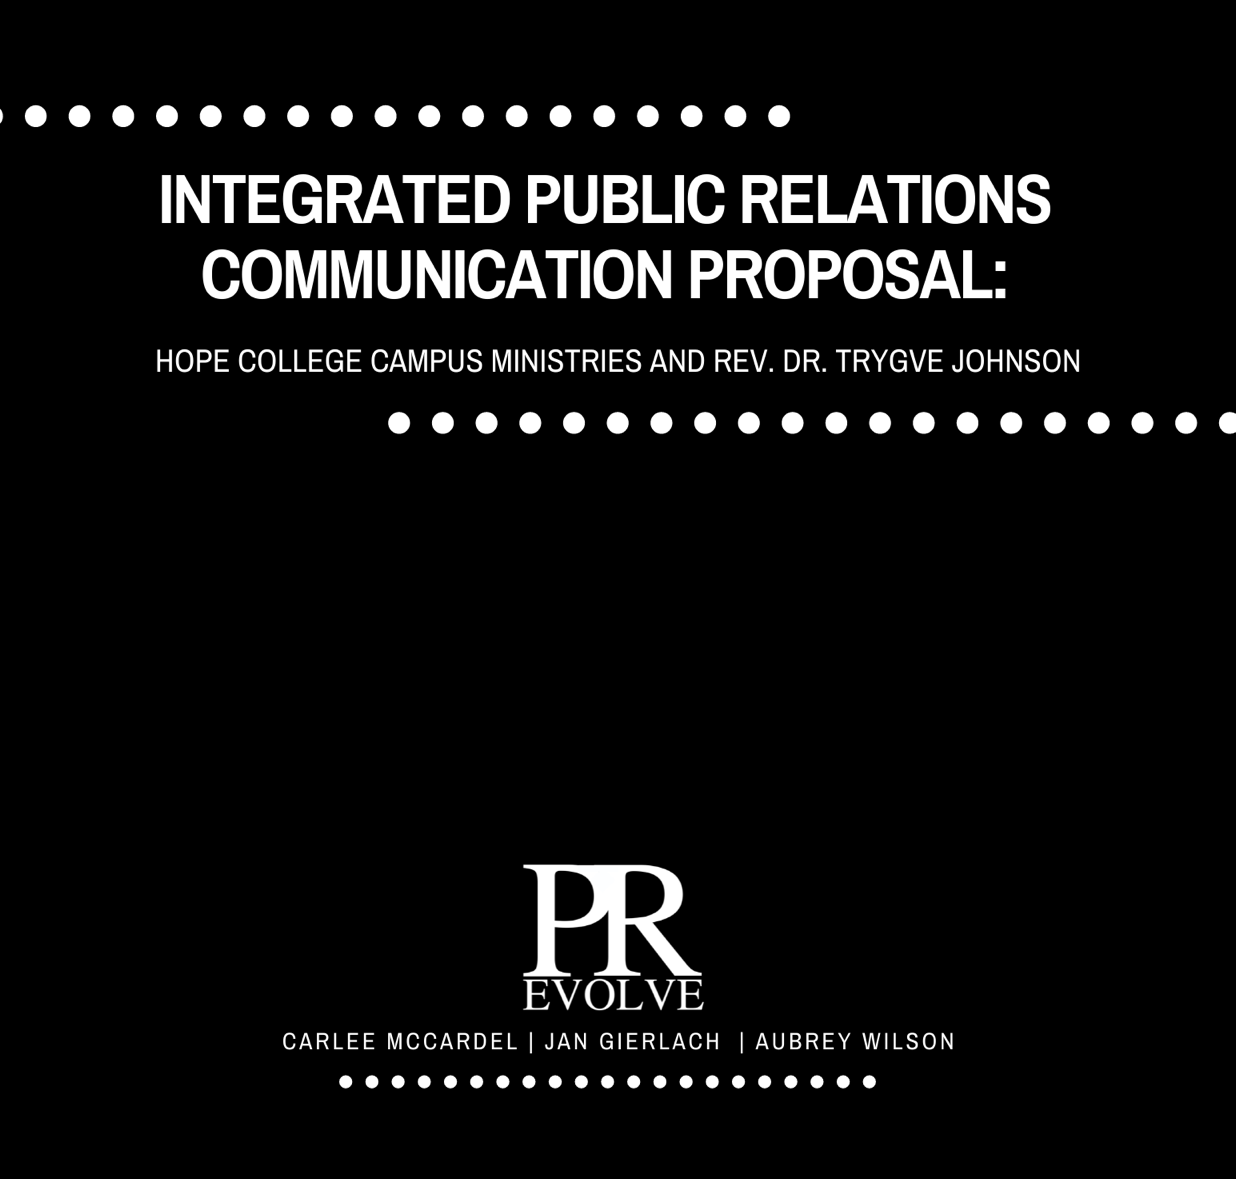 INTEGRATED PUBLIC RELATIONS
COMMUNICATION PROPOSAL:
HOPE COLLEGE CAMPUS MINISTRIES AND REV. DR. TRYGVE JOHNSON
PR
EVOLVE
CARLEE MCCARDEL | JAN GIERLACH | AUBREY WILSON